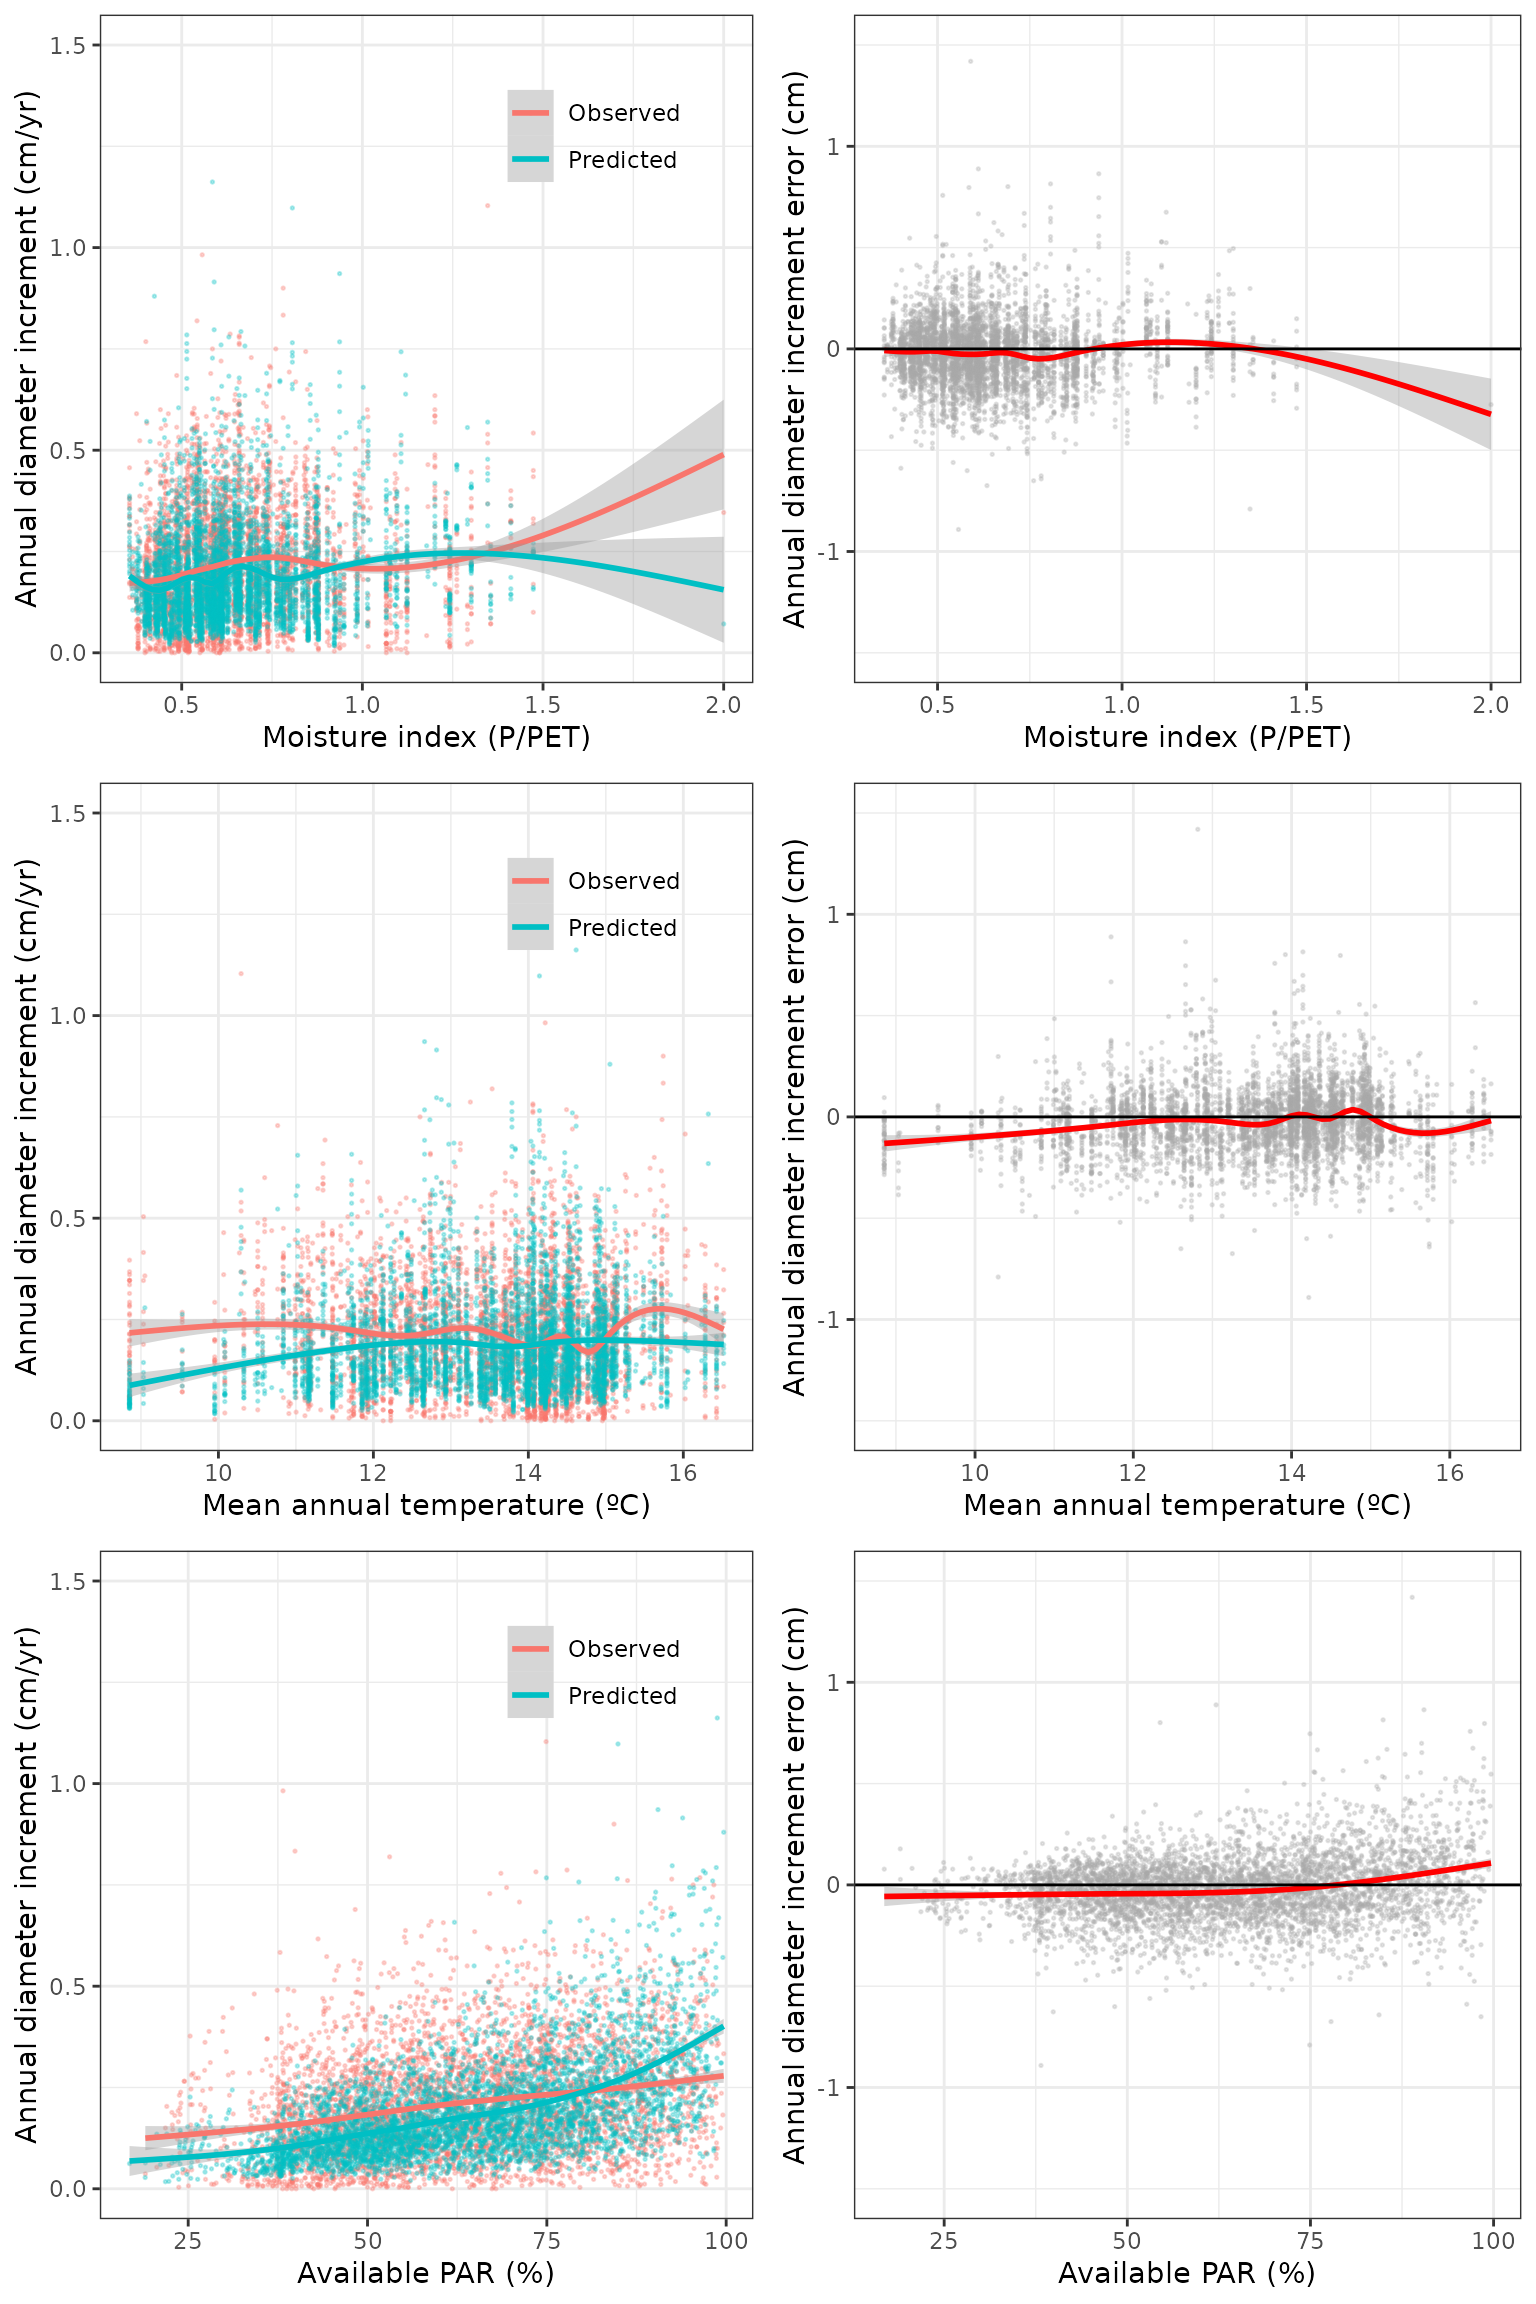 Annual diameter increment (cm/yr)
1.5
1.0
0.5
0.0
Observed
Predicted
0.5 1.0 1.5 2.0
Moisture index (P/PET)
Annual diameter increment error (cm)
1
0
-1
0.5 1.0 1.5 2.0
Moisture index (P/PET)
Annual diameter increment (cm/yr)
1.5
1.0
0.5
0.0
Observed
Predicted
10 12 14 16
Mean annual temperature (ºC)
Annual diameter increment error (cm)
1
0
-1
10 12 14 16
Mean annual temperature (ºC)
Annual diameter increment (cm/yr)
1.5
1.0
0.5
0.0
Observed
Predicted
25 50 75 100
Available PAR (%)
Annual diameter increment error (cm)
1
0
-1
25 50 75 100
Available PAR (%)